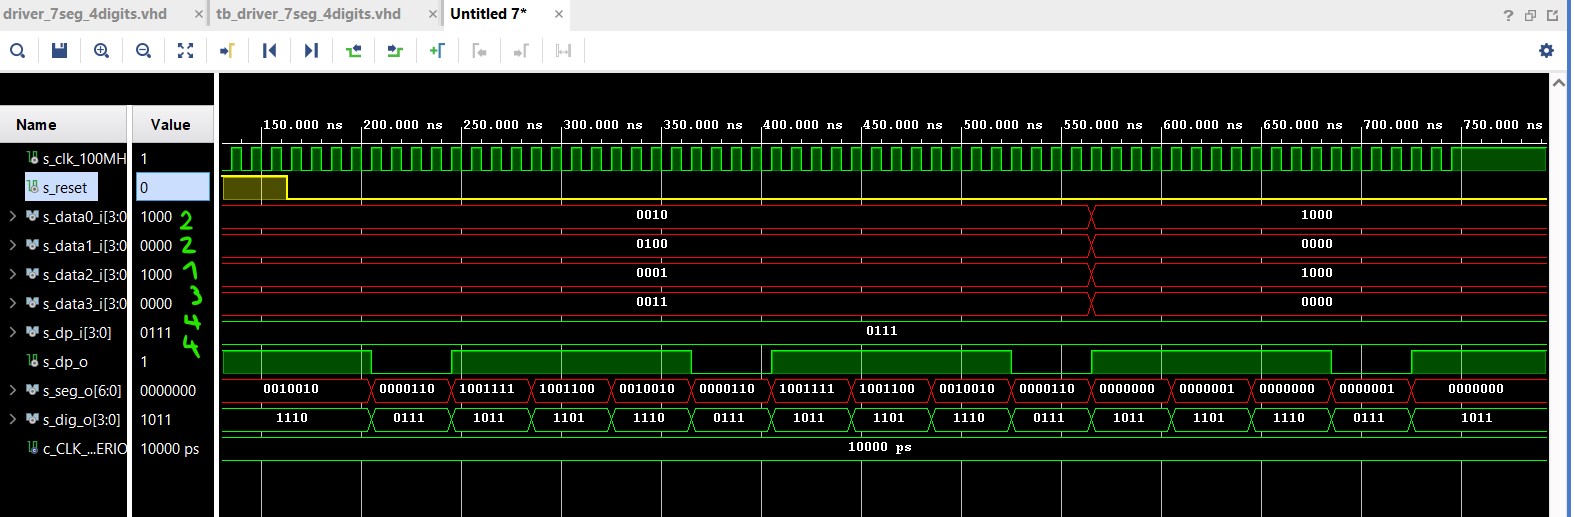 driver_7seg_4digits.vhd × tb_driver_7seg_4digits.vhd × Untitled 7* ×
Name Value
150.000 ns 200.000 ns 250.000 ns 300.000 ns 350.000 ns 400.000 ns 450.000 ns 500.000 ns 550.000 ns 600.000 ns 650.000 ns 700.000 ns 750.000 ns
s_clk_100MH 1
s_reset 0
s_data0_i[3:0 1000 2 0010 1000
s_data1_i[3:0 0000 2 0100 0000
s_data2_i[3:0 1000 1 0001 1000
s_data3_i[3:0 0000 3 0011 0000
s_dp_i[3:0] 0111 4 0111
s_dp_o 1 4
s_seg_o[6:0] 0000000 0010010 0000110 1001111 1001100 0010010 0000110 1001111 1001100 0010010 0000110 0000000 0000001 0000000 0000001 0000000
s_dig_o[3:0] 1011 1110 0111 1011 1101 1110 0111 1011 1101 1110 0111 1011 1101 1110 0111 1011
c_CLK_...ERIO 10000 ps 10000 ps